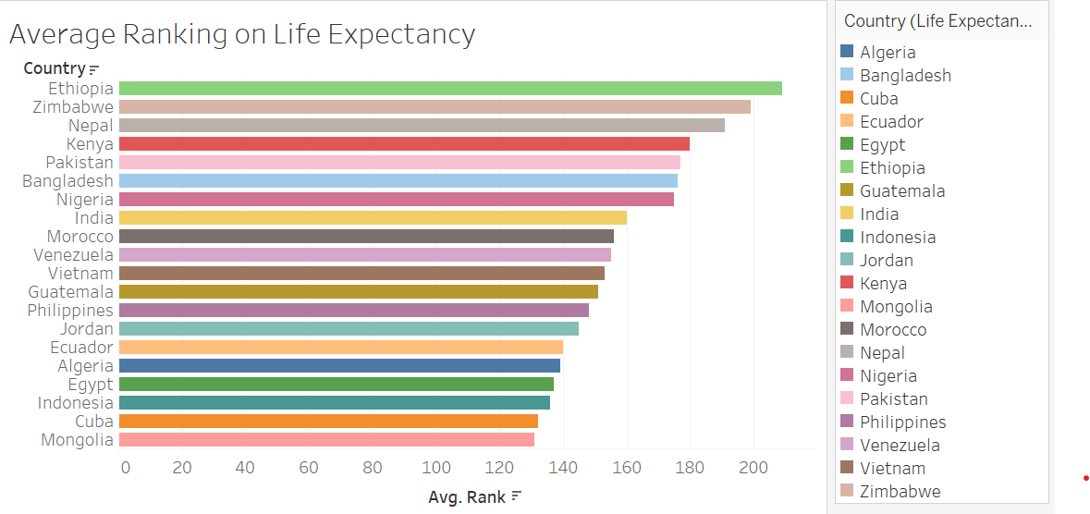 Average Ranking on Life Expectancy
Country
Ethiopia
Zimbabwe
Nepal
Kenya
Pakistan
Bangladesh
Nigeria
India
Morocco
Venezuela
Vietnam
Guatemala
Philippines
Jordan
Ecuador
Algeria
Egypt
Indonesia
Cuba
Mongolia
0 20 40 60 80 100 120 140 160 180 200
Avg. Rank
Country (Life Expectan...
Algeria
Bangladesh
Cuba
Ecuador
Egypt
Ethiopia
Guatemala
India
Indonesia
Jordan
Kenya
Mongolia
Morocco
Nepal
Nigeria
Pakistan
Philippines
Venezuela
Vietnam
Zimbabwe